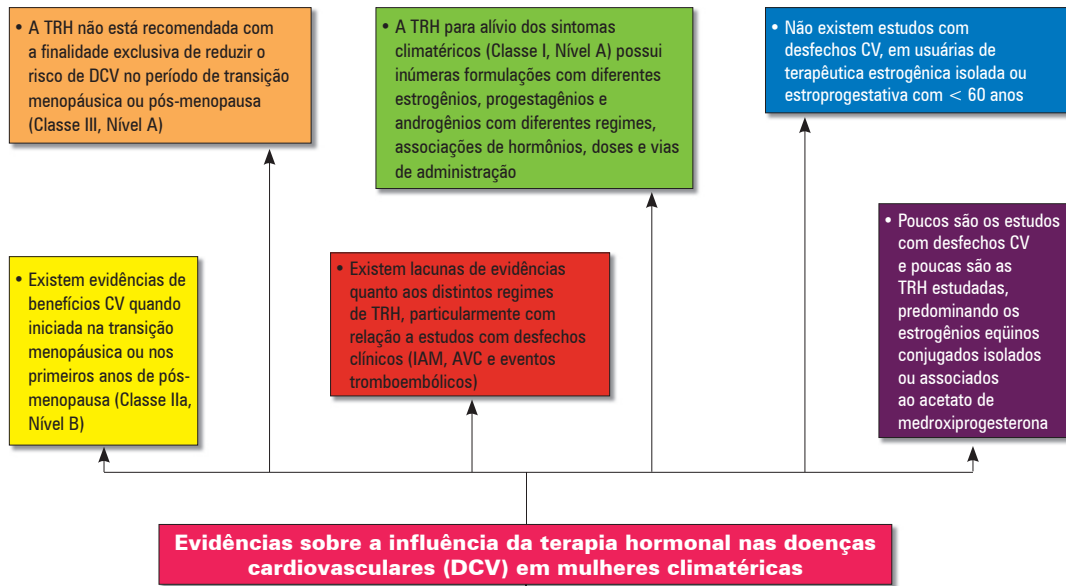 • A TRH não está recomendada com
a finalidade exclusiva de reduzir o
risco de DCV no período de transição
menopáusica ou pós-menopausa
(Classe III, Nível A)
• A TRH para alívio dos sintomas
climatéricos (Classe I, Nível A) possui
inúmeras formulações com diferentes
estrogênios, progestagênios e
androgênios com diferentes regimes,
associações de hormônios, doses e vias
de administração
• Não existem estudos com
desfechos CV, em usuárias de
terapêutica estrogênica isolada ou
estroprogestativa com < 60 anos
• Existem evidências de
benefícios CV quando
iniciada na transição
menopáusica ou nos
primeiros anos de pós-
menopausa (Classe IIa,
Nível B)
• Existem lacunas de evidências
quanto aos distintos regimes
de TRH, particularmente com
relação a estudos com desfechos
clínicos (IAM, AVC e eventos
tromboembólicos)
• Poucos são os estudos
com desfechos CV
e poucas são as
TRH estudadas,
predominando os
estrogênios eqüinos
conjugados isolados
ou associados
ao acetato de
medroxiprogesterona
Evidências sobre a influência da terapia hormonal nas doenças
cardiovasculares (DCV) em mulheres climatéricas